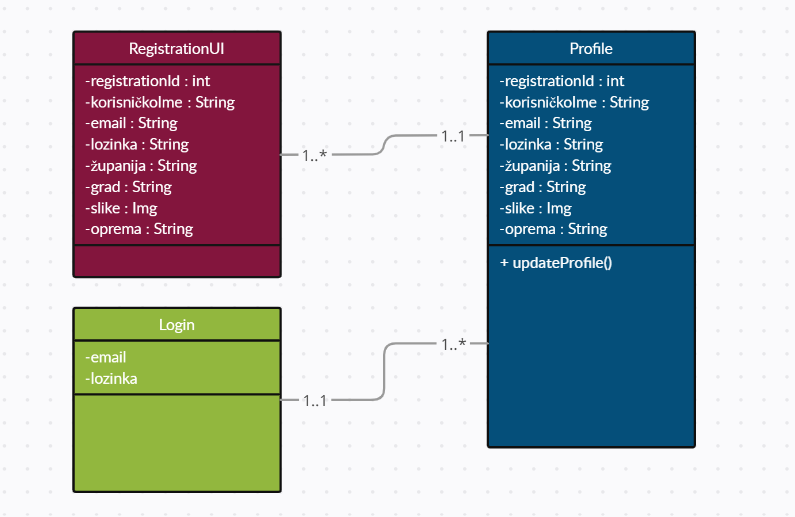 RegistrationUI
-registrationId : int
-korisničkoIme : String
-email : String
-lozinka : String
-županija : String
-grad : String
-slike : Img
-oprema : String
1..*
1..1
Profile
-registrationId : int
-korisničkoIme : String
-email : String
-lozinka : String
-županija : String
-grad : String
-slike : Img
-oprema : String
+ updateProfile()
Login
-email
-lozinka
1..1
1..*